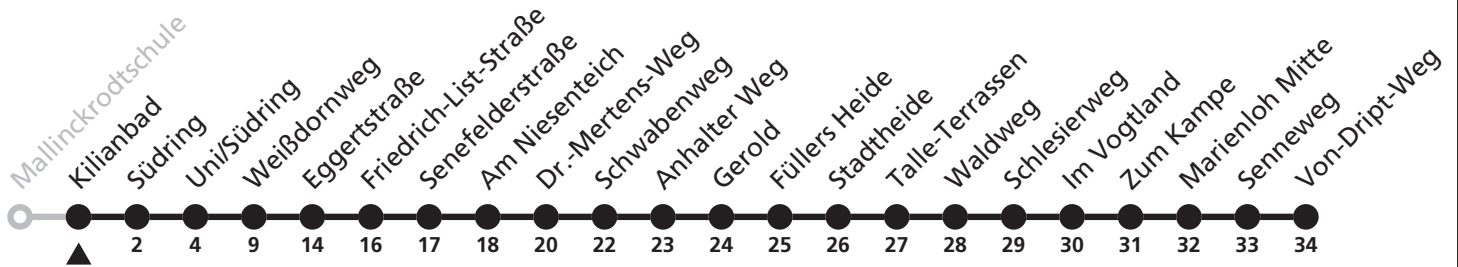 Mallinckrodtschule
Kilianbad
Südring
Uni/Südring
Weißdornweg
Eggertstraße
Friedrich-List-Straße
Senefelderstraße
Am Niesenteich
Dr.-Mertens-Weg
Schwabenweg
Anhalter Weg
Gerold
Füllers Heide
Stadtheide
Talle-Terrassen
Waldweg
Schlesierweg
Im Vogtland
Zum Kampe
Marienloh Mitte
Senneweg
Von-Dript-Weg
2 4 9 14 16 17 18 20 22 23 24 25 26 27 28 29 30 31 32 33 34